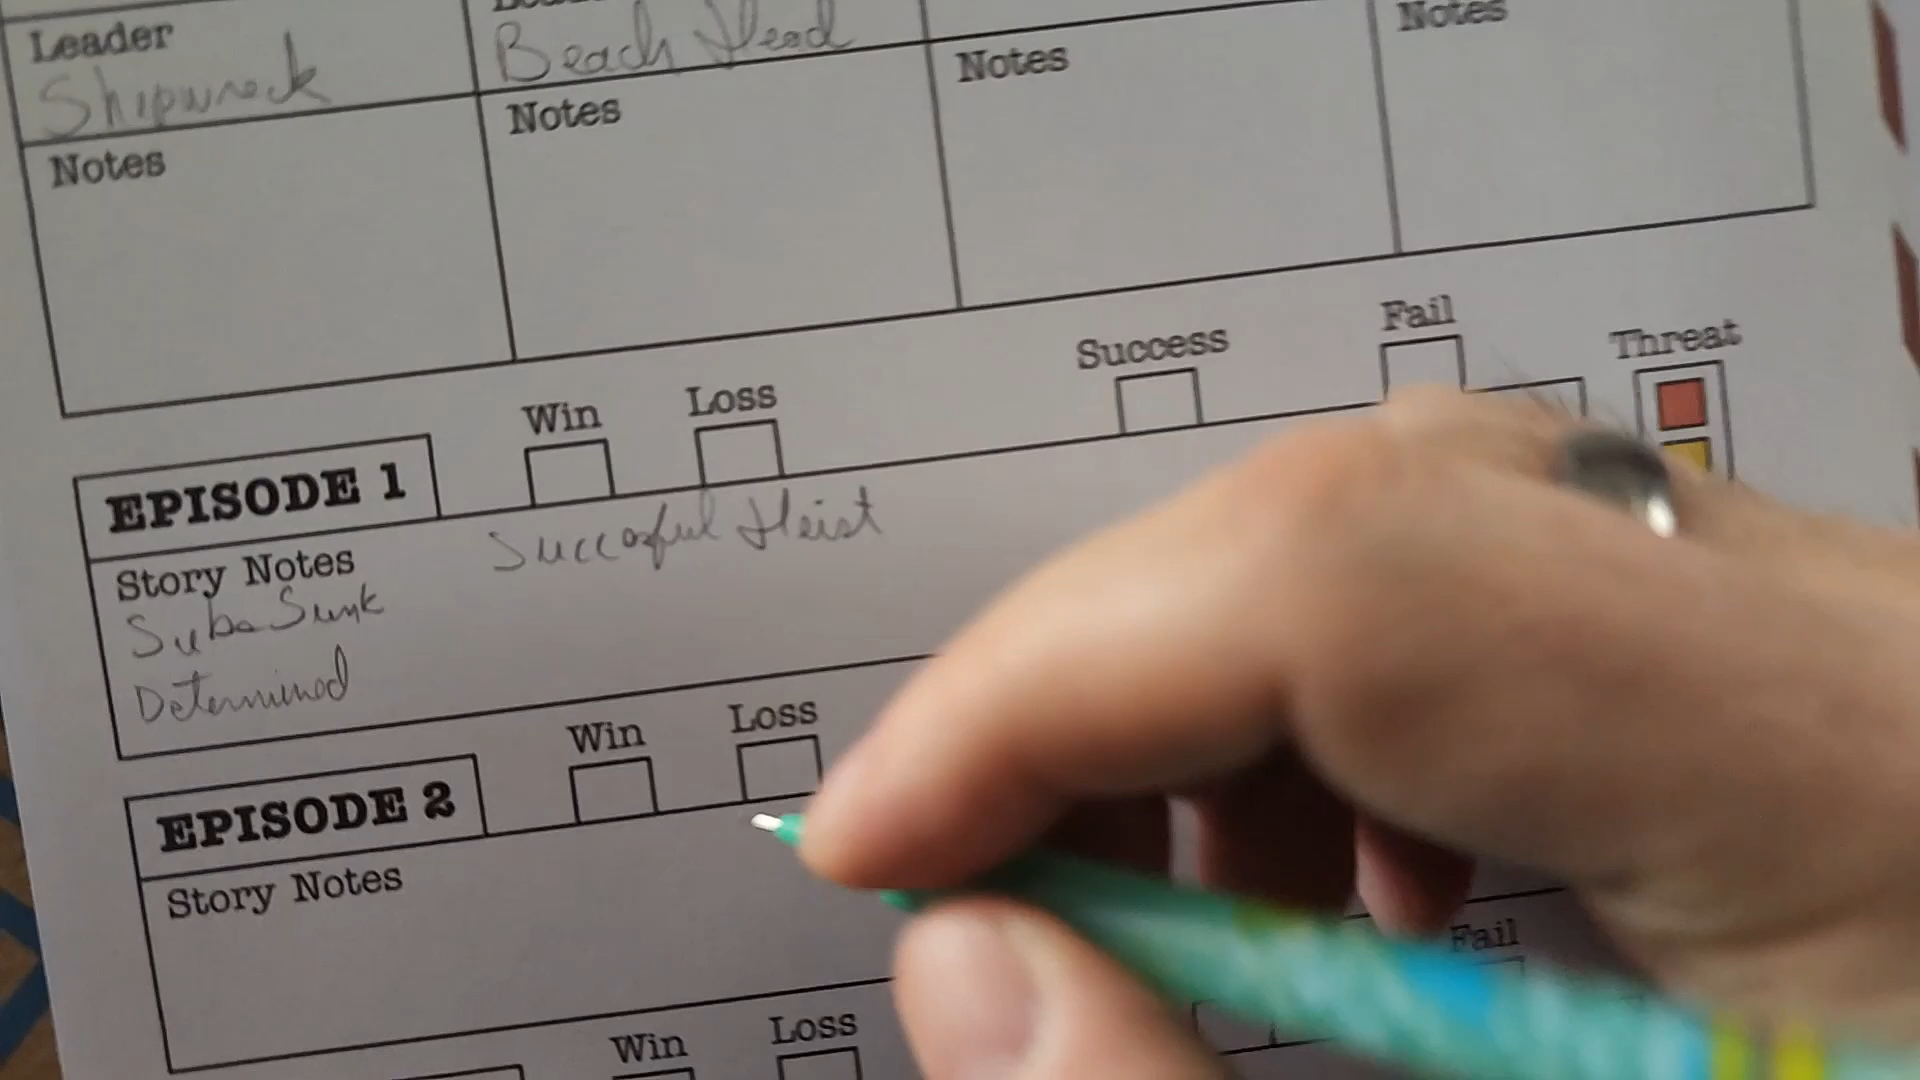 Leader
Shipwreck
Beach Head
Notes
Notes
Notes
Notes
Success
Fail
Threat
Win
Loss
EPISODE 1
Succesful Heist
Story Notes
Subs Sunk
Determined
Win
Loss
EPISODE 2
Story Notes
Fail
Win
Loss